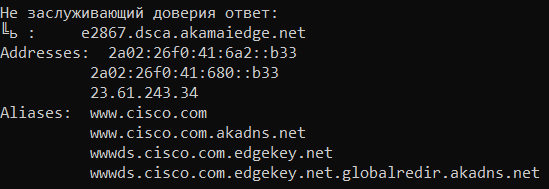 Не заслуживающий доверия ответ:
╚ь :     e2867.dsca.akamaiedge.net
Addresses:  2a02:26f0:41:6a2::b33
          2a02:26f0:41:680::b33
          23.61.243.34
Aliases:  www.cisco.com
          www.cisco.com.akadns.net
          wwwds.cisco.com.edgekey.net
          wwwds.cisco.com.edgekey.net.globalredir.akadns.net